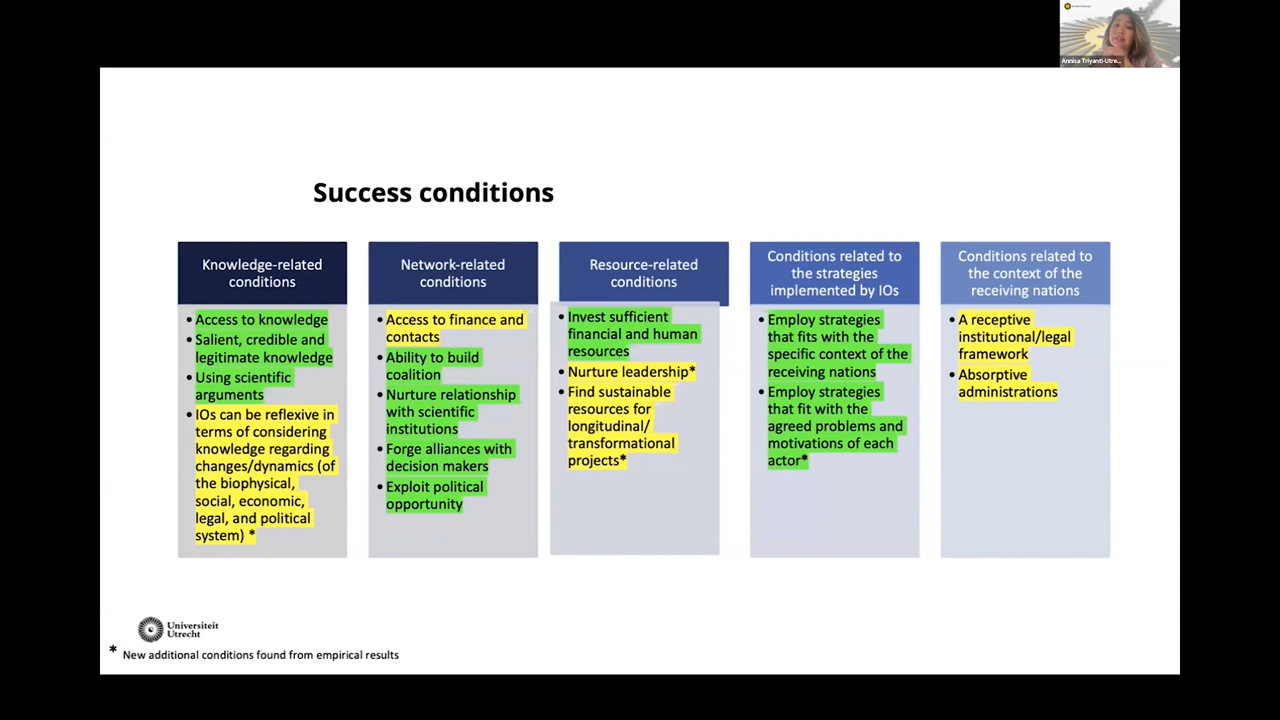 Annisa Triyanti-Utre...
Success conditions
Knowledge-related
conditions
• Access to knowledge
• Salient, credible and
legitimate knowledge
• Using scientific
arguments
• IOs can be reflexive in
terms of considering
knowledge regarding
changes/dynamics (of
the biophysical,
social, economic,
legal, and political
system) *
Network-related
conditions
• Access to finance and
contacts
• Ability to build
coalition
• Nurture relationship
with scientific
institutions
• Forge alliances with
decision makers
• Exploit political
opportunity
Resource-related
conditions
• Invest sufficient
financial and human
resources
• Nurture leadership*
• Find sustainable
resources for
longitudinal/
transformational
projects*
Conditions related to
the strategies
implemented by IOs
• Employ strategies
that fits with the
specific context of the
receiving nations
• Employ strategies
that fit with the
agreed problems and
motivations of each
actor*
Conditions related to
the context of the
receiving nations
• A receptive
institutional/legal
framework
• Absorptive
administrations
Universiteit
Utrecht
* New additional conditions found from empirical results